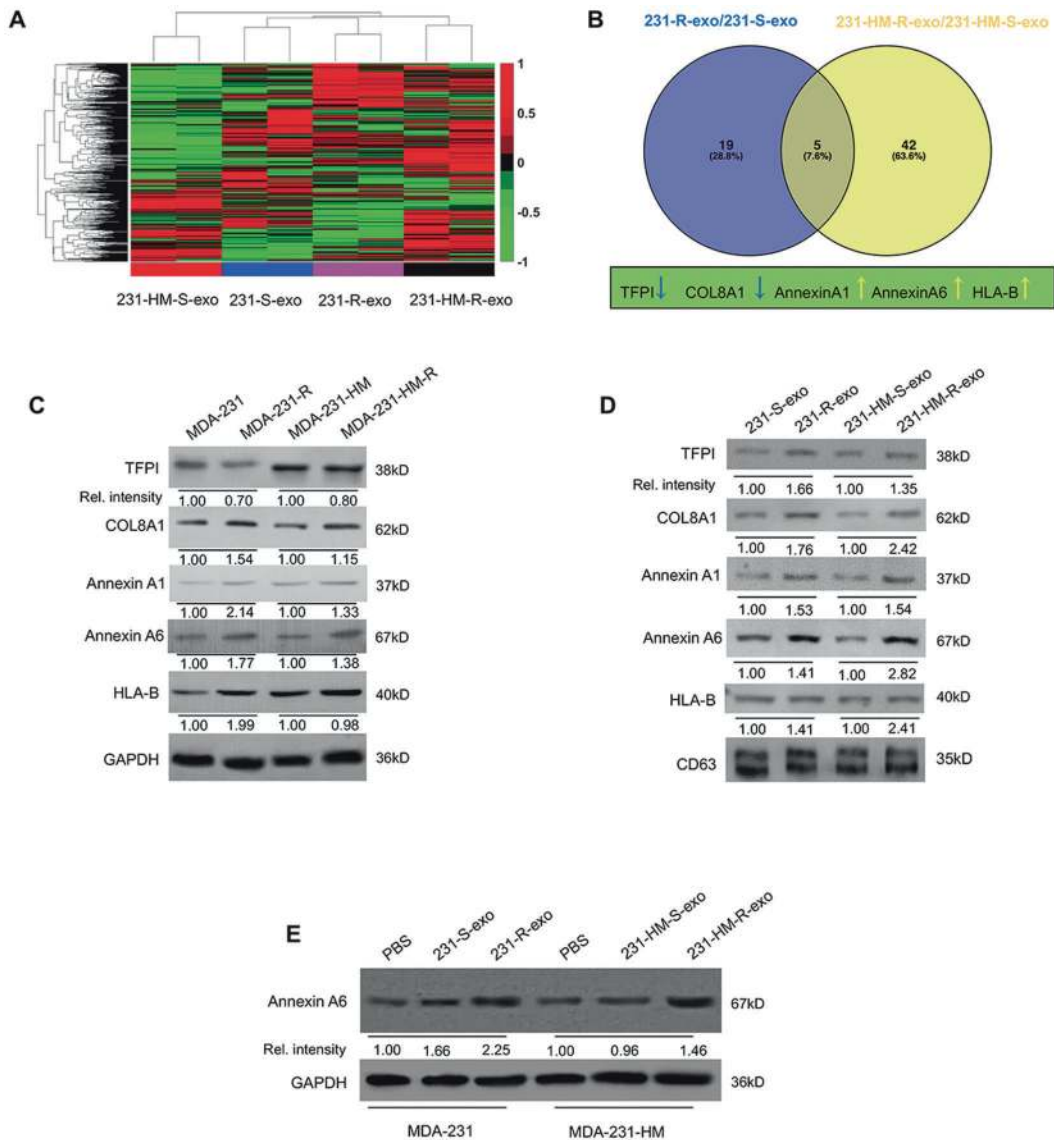 A
1
0.5
0
-0.5
-1
231-HM-S-exo 231-S-exo 231-R-exo 231-HM-R-exo
B
231-R-exo/231-S-exo 231-HM-R-exo/231-HM-S-exo
19 5 42
(28.8%) (7.6%) (63.6%)
TFPI↓ COL8A1 ↓ AnnexinA1 ↑ AnnexinA6 ↑ HLA-B ↑
C
MDA-231 MDA-231-R MDA-231-HM MDA-231-HM-R
TFPI 38kD
Rel. intensity 1.00 0.70 1.00 0.80
COL8A1 62kD
1.00 1.54 1.00 1.15
Annexin A1 37kD
1.00 2.14 1.00 1.33
Annexin A6 67kD
1.00 1.77 1.00 1.38
HLA-B 40kD
1.00 1.99 1.00 0.98
GAPDH 36kD
D
231-S-exo 231-R-exo 231-HM-S-exo 231-HM-R-exo
TFPI 38kD
Rel. intensity 1.00 1.66 1.00 1.35
COL8A1 62kD
1.00 1.76 1.00 2.42
Annexin A1 37kD
1.00 1.53 1.00 1.54
Annexin A6 67kD
1.00 1.41 1.00 2.82
HLA-B 40kD
1.00 1.41 1.00 2.41
CD63 35kD
E
PBS 231-S-exo 231-R-exo PBS 231-HM-S-exo 231-HM-R-exo
Annexin A6 67kD
Rel. intensity 1.00 1.66 2.25 1.00 0.96 1.46
GAPDH 36kD
MDA-231 MDA-231-HM